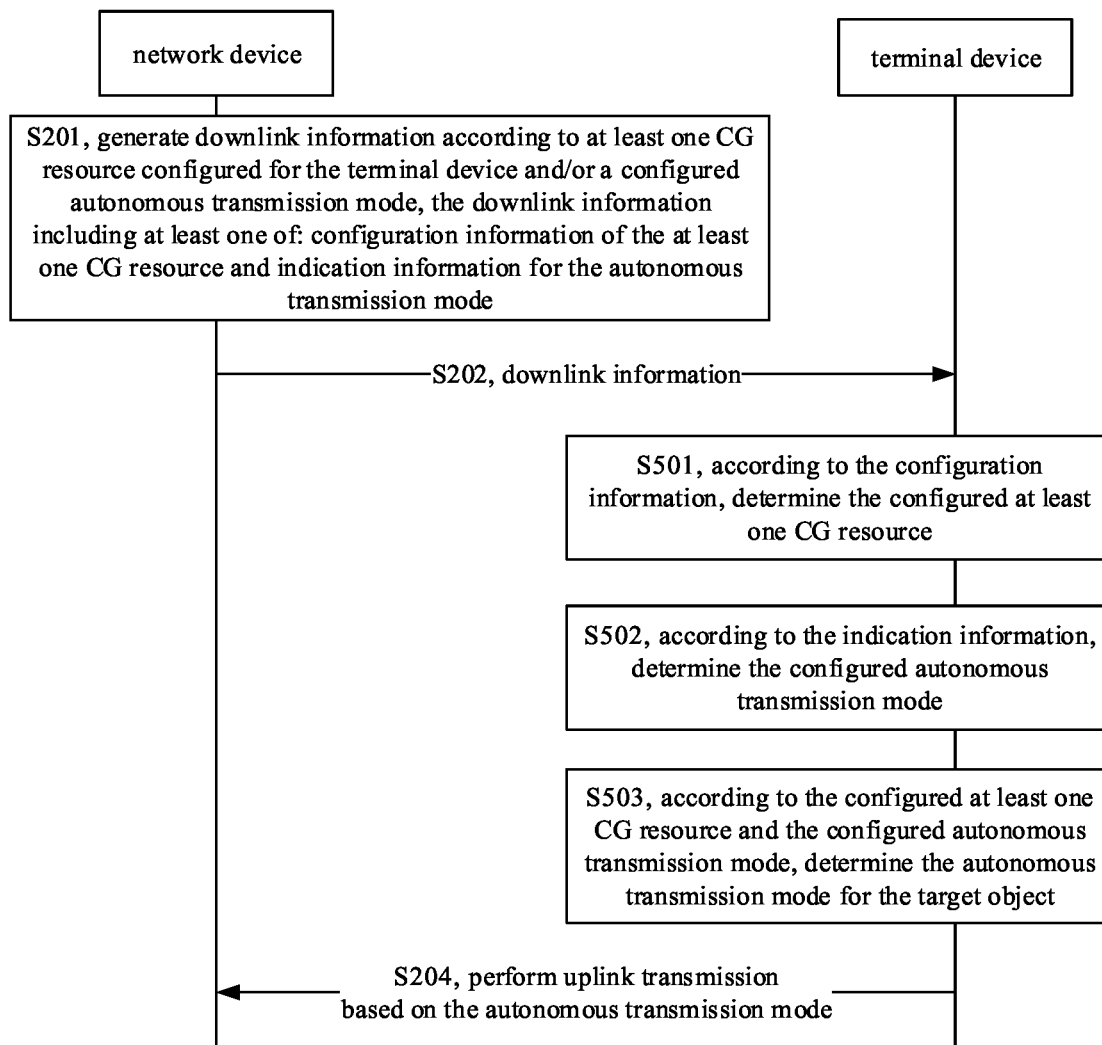 network device
terminal device
S201, generate downlink information according to at least one CG
resource configured for the terminal device and/or a configured
autonomous transmission mode, the downlink information
including at least one of: configuration information of the at least
one CG resource and indication information for the autonomous
transmission mode
S202, downlink information
S501, according to the configuration
information, determine the configured at least
one CG resource
S502, according to the indication information,
determine the configured autonomous
transmission mode
S503, according to the configured at least one
CG resource and the configured autonomous
transmission mode, determine the autonomous
transmission mode for the target object
S204, perform uplink transmission
based on the autonomous transmission mode